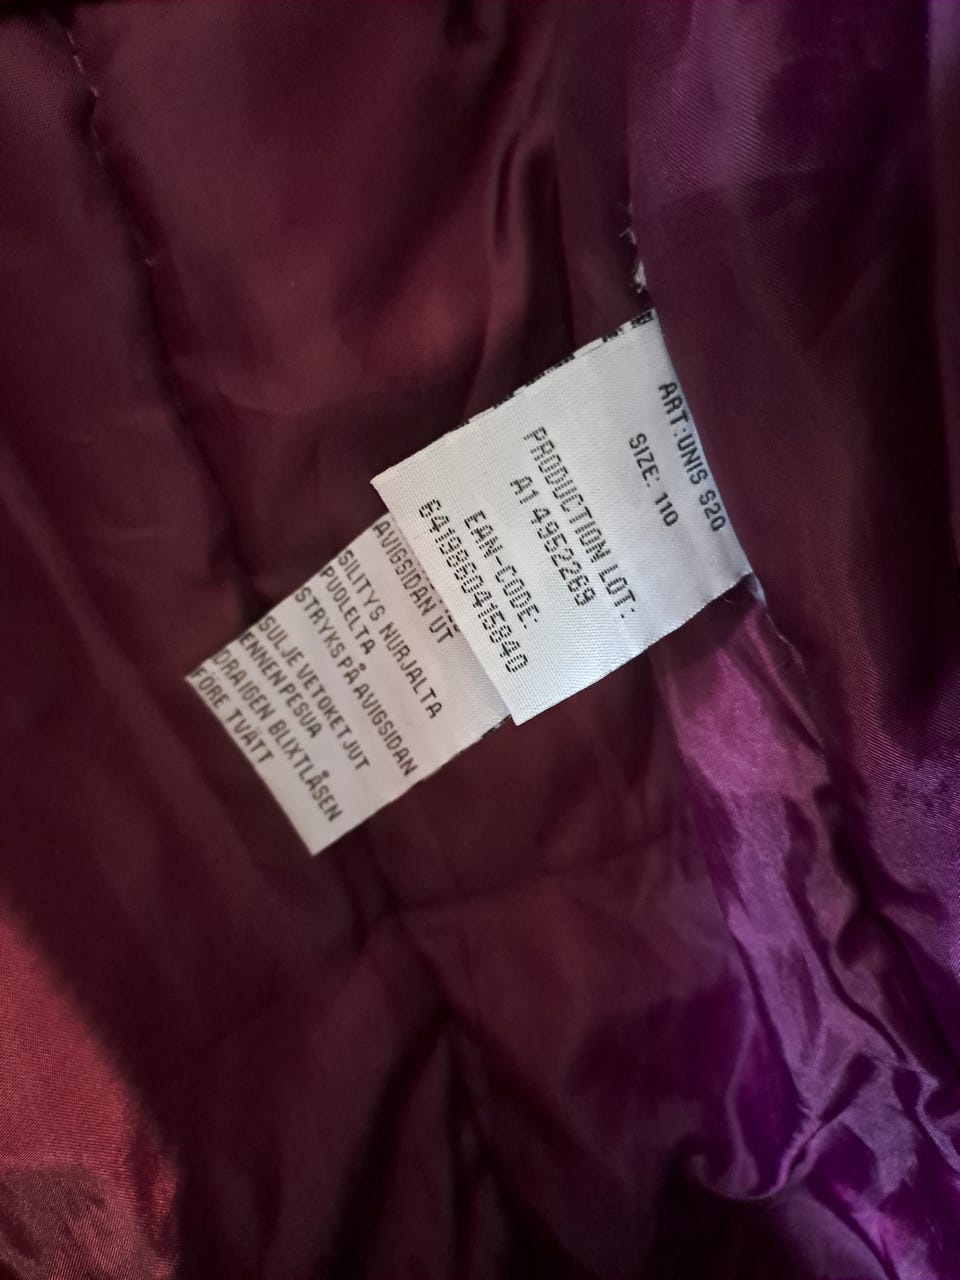 ART:UNIS S20
SIZE: 110
PRODUCTION LOT:
A14952269
EAN-CODE:
6419860415840
AVIGSIDAN UT
SILITYS NURJALTA
PUOLELTA
STRYKS PÅ AVIGSIDAN
SULJE VETOKETJUT
ENNEN PESUA
DRA IGEN BLIXTLÅSEN
FÖRE TVÄTT